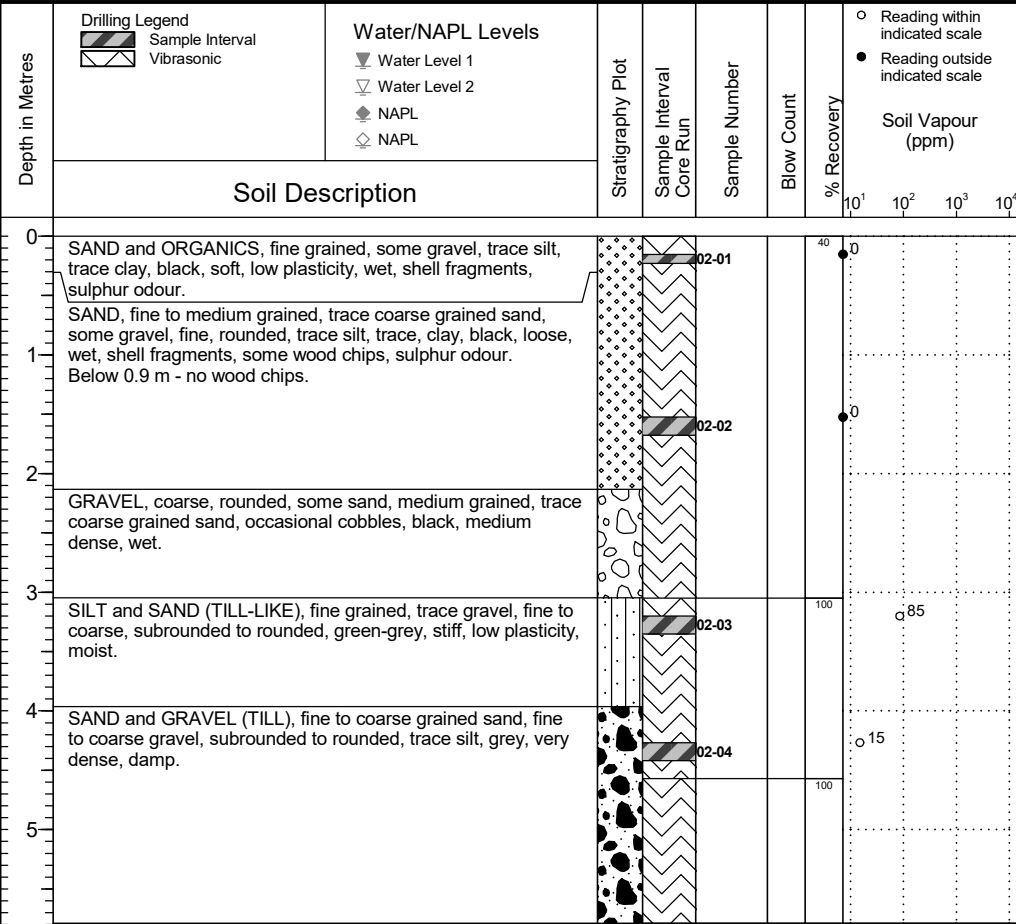 Depth in Metres
Drilling Legend
Sample Interval
Vibrasonic
Water/NAPL Levels
Water Level 1
Water Level 2
NAPL
NAPL
Soil Description
Stratigraphy Plot
Sample Interval
Core Run
Sample Number
Blow Count
% Recovery
Reading within
indicated scale
Reading outside
indicated scale
Soil Vapour
(ppm)
10¹ 10² 10³ 10⁴
0
SAND and ORGANICS, fine grained, some gravel, trace silt,
trace clay, black, soft, low plasticity, wet, shell fragments,
sulphur odour.
02-01
40
0
SAND, fine to medium grained, trace coarse grained sand,
some gravel, fine, rounded, trace silt, trace, clay, black, loose,
wet, shell fragments, some wood chips, sulphur odour.
Below 0.9 m - no wood chips.
1
02-02
0
2
GRAVEL, coarse, rounded, some sand, medium grained, trace
coarse grained sand, occasional cobbles, black, medium
dense, wet.
3
SILT and SAND (TILL-LIKE), fine grained, trace gravel, fine to
coarse, subrounded to rounded, green-grey, stiff, low plasticity,
moist.
02-03
100
85
4
SAND and GRAVEL (TILL), fine to coarse grained sand, fine
to coarse gravel, subrounded to rounded, trace silt, grey, very
dense, damp.
02-04
15
100
5